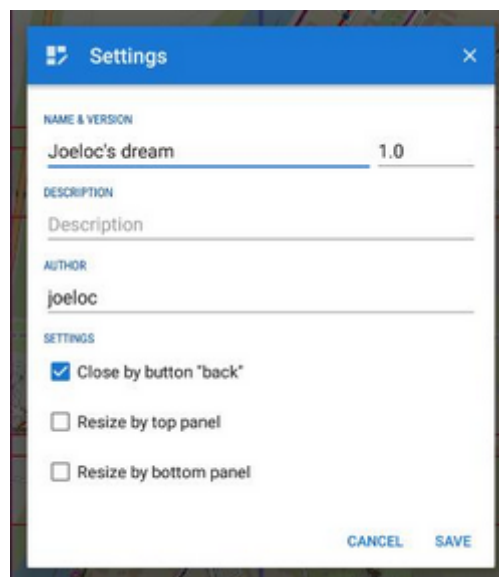 Settings
NAME & VERSION
Joeloc's dream 1.0
DESCRIPTION
Description
AUTHOR
joeloc
SETTINGS
Close by button "back"
Resize by top panel
Resize by bottom panel
CANCEL SAVE